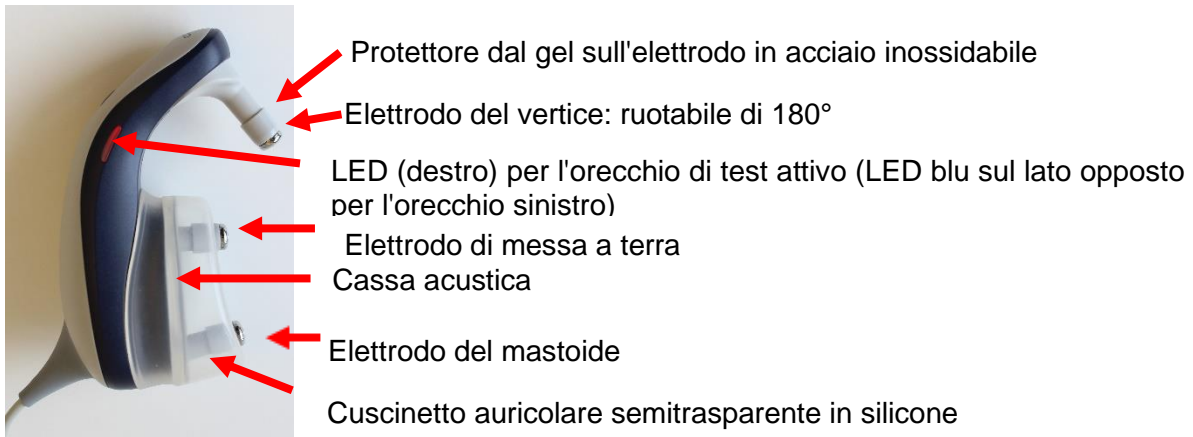 Protettore dal gel sull'elettrodo in acciaio inossidabile
Elettrodo del vertice: ruotabile di 180°
LED (destro) per l'orecchio di test attivo (LED blu sul lato opposto
per l'orecchio sinistro)
Elettrodo di messa a terra
Cassa acustica
Elettrodo del mastoide
Cuscinetto auricolare semitrasparente in silicone